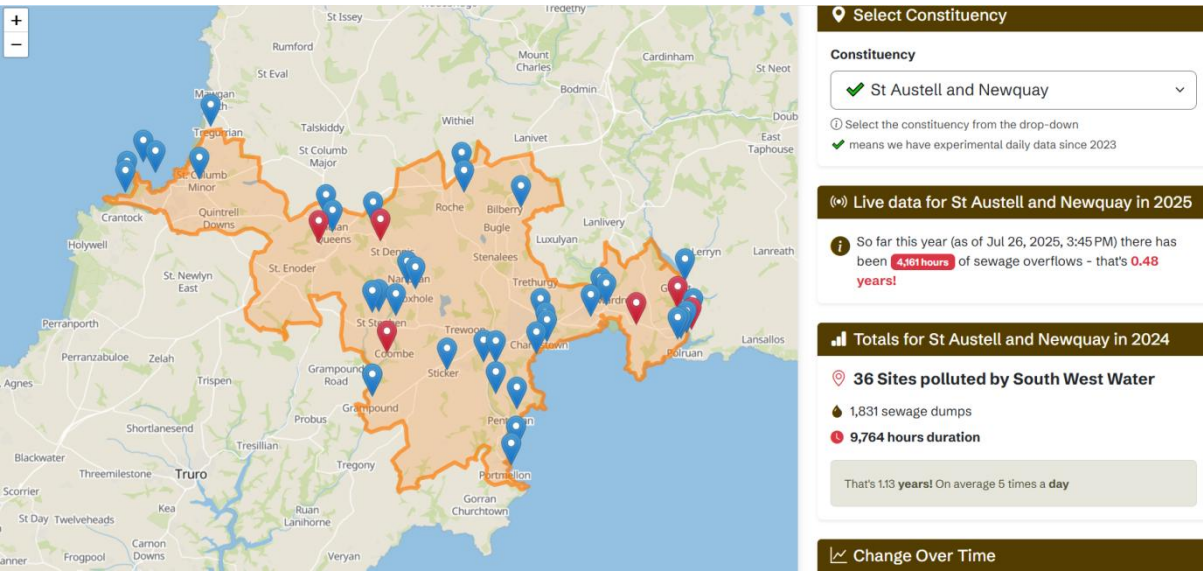 +
−
St Issey
Tredethy
Rumford
Mount
Charles
Cardinham
St Eval
St Neot
Bodmin
Mawgan
Doub
Tregurrian
Talskiddy
Withiel
Lanivet
East
Taphouse
St Columb
Major
St. Columb
Minor
Crantock
Quintrell
Downs
Roche
Bilberry
Queens
Bugle
Lanlivery
Holywell
Luxulyan
St Dennis
Stenalees
Lerryn
Lanreath
St. Enoder
St. Newlyn
East
Trethurgy
Perranporth
Trewoon
Perranzabuloe
Zelah
Coombe
Lansallos
Polruan
Sticker
Agnes
Trispen
Grampound
Road
Grampound
Probus
Shortlanesend
Tresillian
Blackwater
Tregony
Threemilestone
Truro
Portmellon
Scorrier
Kea
Gorran
Churchtown
St Day
Twelveheads
Ruan
Lanihorne
Carnon
Downs
Frogpool
Veryan
Select Constituency
Constituency
St Austell and Newquay
Select the constituency from the drop-down
means we have experimental daily data since 2023
Live data for St Austell and Newquay in 2025
So far this year (as of Jul 26, 2025, 3:45 PM) there has
been 4,161 hours of sewage overflows - that's 0.48
years!
Totals for St Austell and Newquay in 2024
36 Sites polluted by South West Water
1,831 sewage dumps
9,764 hours duration
That's 1.13 years! On average 5 times a day
Change Over Time